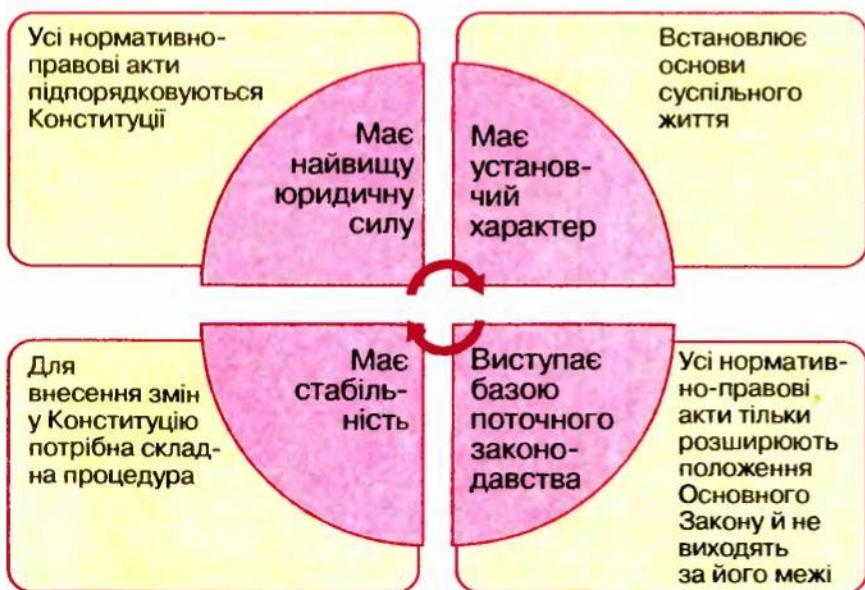 Усі нормативно-
правові акти
підпорядковуються
Конституції
Має
найвищу
юридичну
силу
Має
установ-
чий
характер
Встановлює
основи
суспільного
життя
Для
внесення змін
у Конституцію
потрібна склад-
на процедура
Має
стабіль-
ність
Виступає
базою
поточного
законо-
давства
Усі норматив-
но-правові
акти тільки
розширюють
положення
Основного
Закону й не
виходять
за його межі